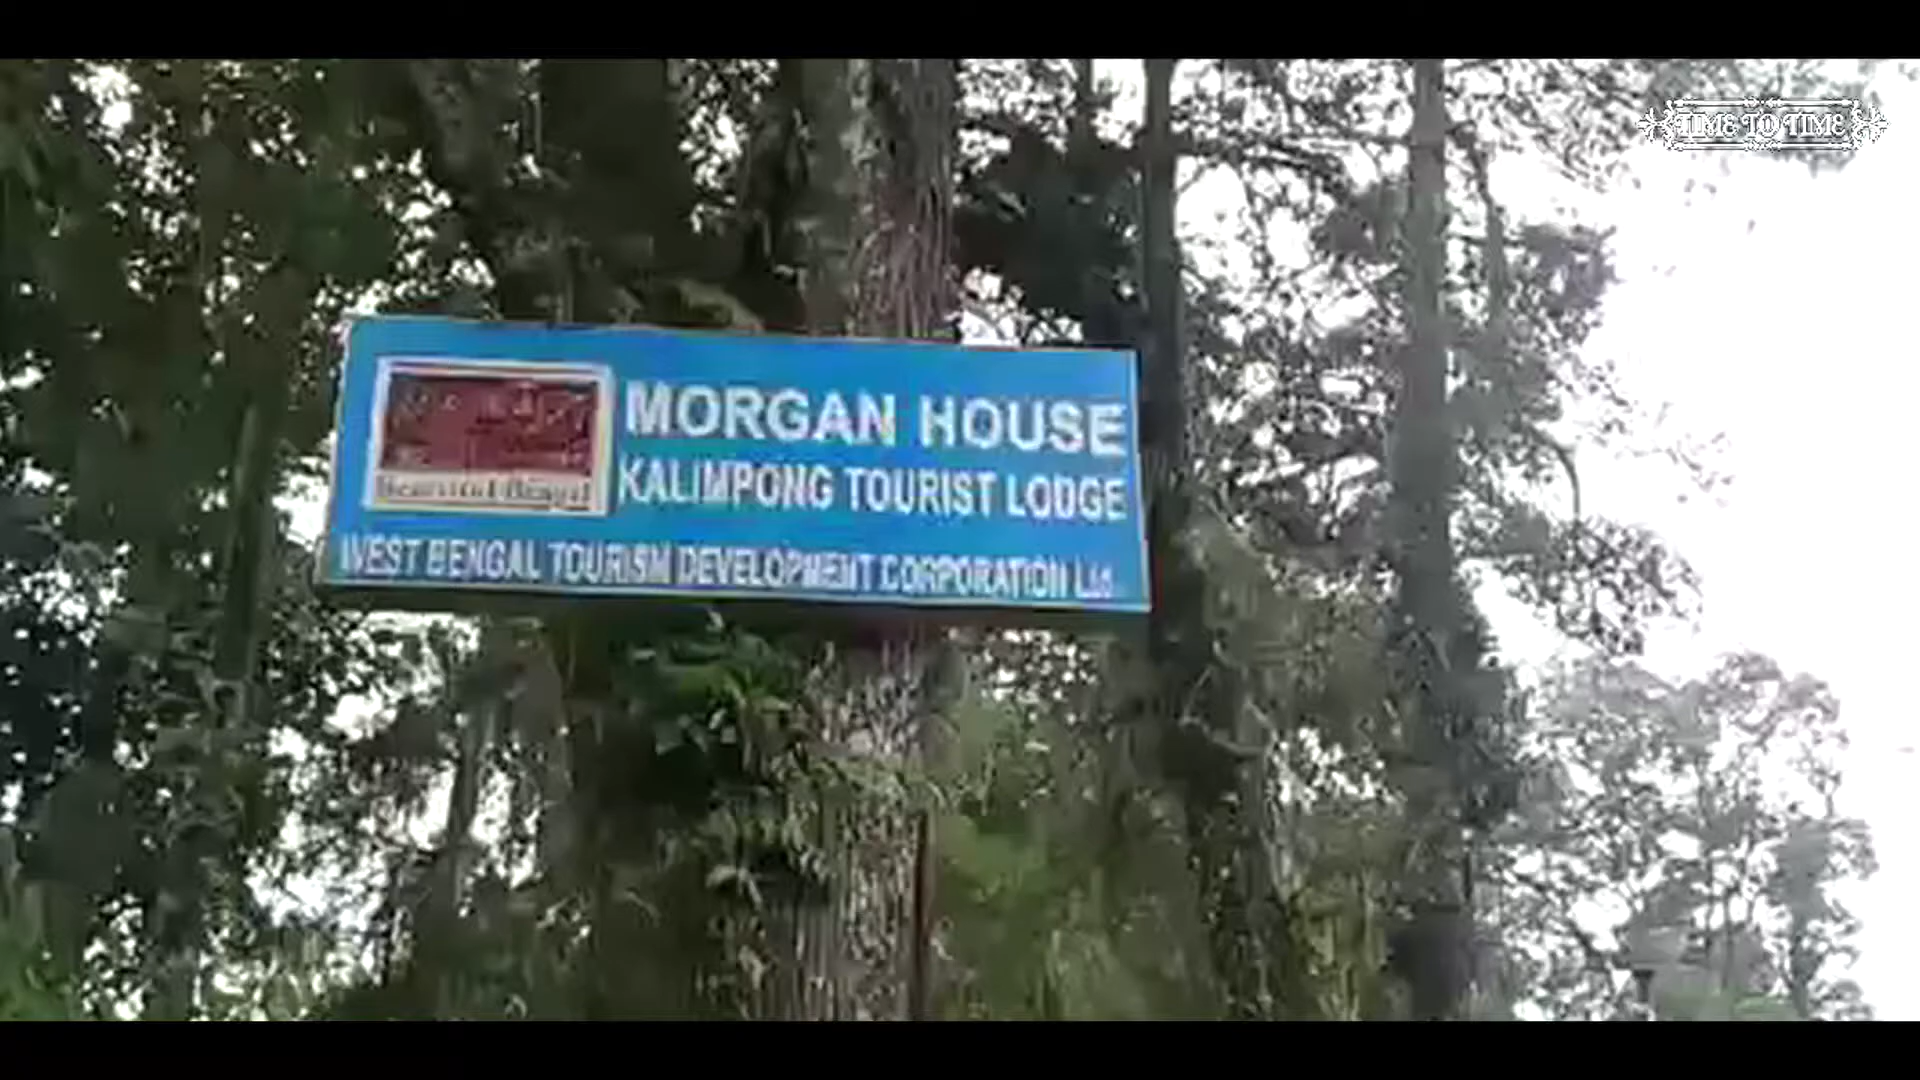 TIME TO TIME
MORGAN HOUSE
KALIMPONG TOURIST LODGE
Beautiful Bengal
WEST BENGAL TOURISM DEVELOPMENT CORPORATION Ltd.